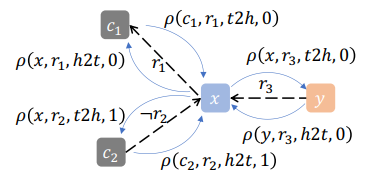 c₁
ρ(c₁, r₁, t2h, 0)
ρ(x, r₁, h2t, 0)
r₁
ρ(x, r₃, t2h, 0)
r₃
x
y
ρ(x, r₂, t2h, 1)
¬r₂
ρ(y, r₃, h2t, 0)
c₂
ρ(c₂, r₂, h2t, 1)